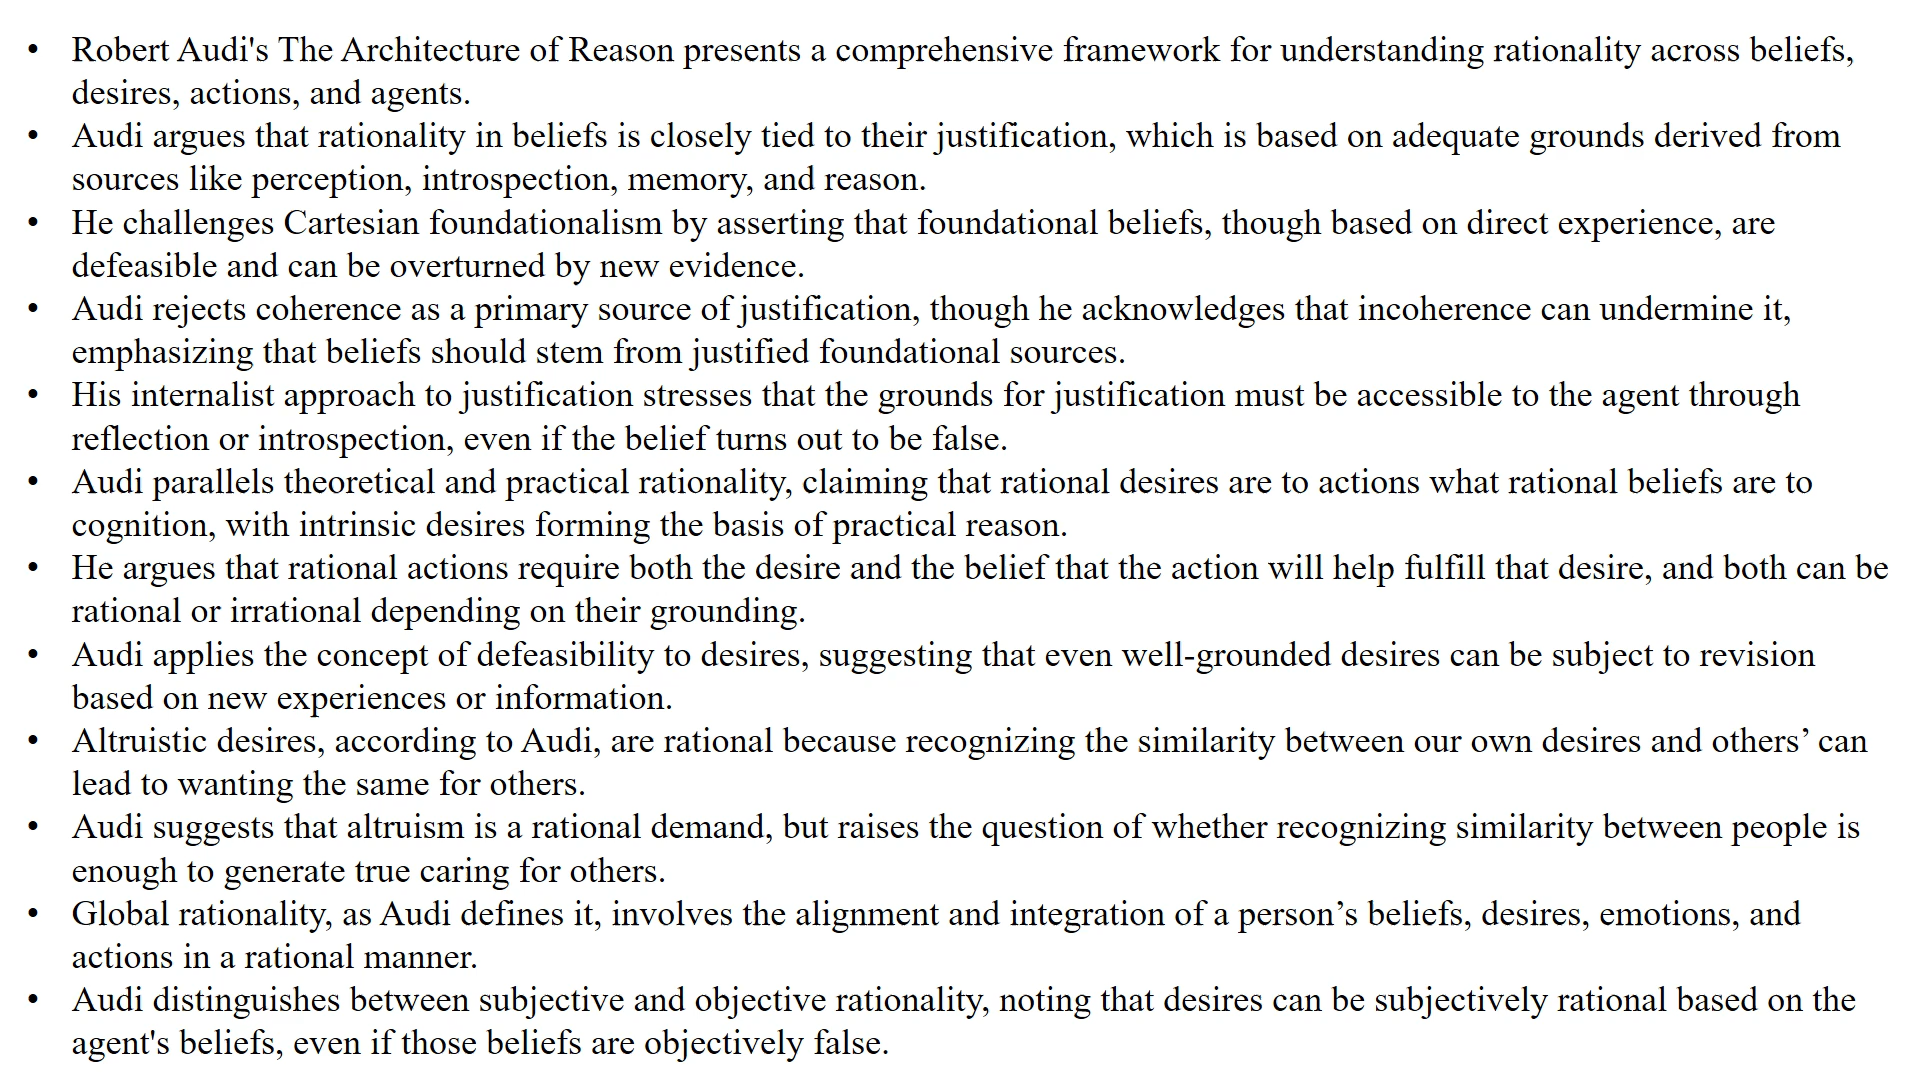 • Robert Audi's The Architecture of Reason presents a comprehensive framework for understanding rationality across beliefs,
desires, actions, and agents.
• Audi argues that rationality in beliefs is closely tied to their justification, which is based on adequate grounds derived from
sources like perception, introspection, memory, and reason.
• He challenges Cartesian foundationalism by asserting that foundational beliefs, though based on direct experience, are
defeasible and can be overturned by new evidence.
• Audi rejects coherence as a primary source of justification, though he acknowledges that incoherence can undermine it,
emphasizing that beliefs should stem from justified foundational sources.
• His internalist approach to justification stresses that the grounds for justification must be accessible to the agent through
reflection or introspection, even if the belief turns out to be false.
• Audi parallels theoretical and practical rationality, claiming that rational desires are to actions what rational beliefs are to
cognition, with intrinsic desires forming the basis of practical reason.
• He argues that rational actions require both the desire and the belief that the action will help fulfill that desire, and both can be
rational or irrational depending on their grounding.
• Audi applies the concept of defeasibility to desires, suggesting that even well-grounded desires can be subject to revision
based on new experiences or information.
• Altruistic desires, according to Audi, are rational because recognizing the similarity between our own desires and others’ can
lead to wanting the same for others.
• Audi suggests that altruism is a rational demand, but raises the question of whether recognizing similarity between people is
enough to generate true caring for others.
• Global rationality, as Audi defines it, involves the alignment and integration of a person’s beliefs, desires, emotions, and
actions in a rational manner.
• Audi distinguishes between subjective and objective rationality, noting that desires can be subjectively rational based on the
agent's beliefs, even if those beliefs are objectively false.